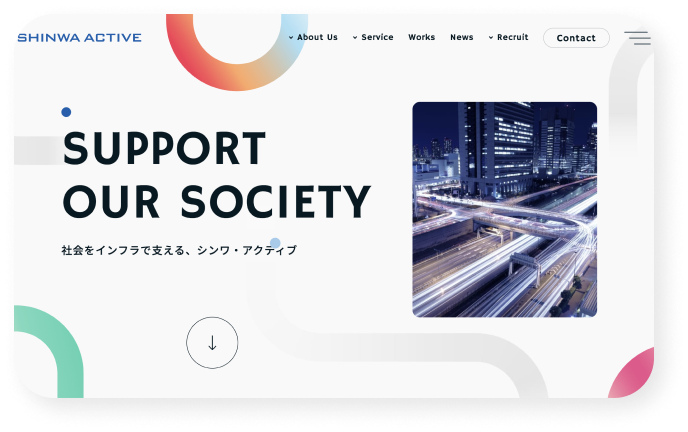 SHINWA ACTIVE
About Us
Service
Works
News
Recruit
Contact
SUPPORT
OUR SOCIETY
社会をインフラで支える、シンワ・アクティブ